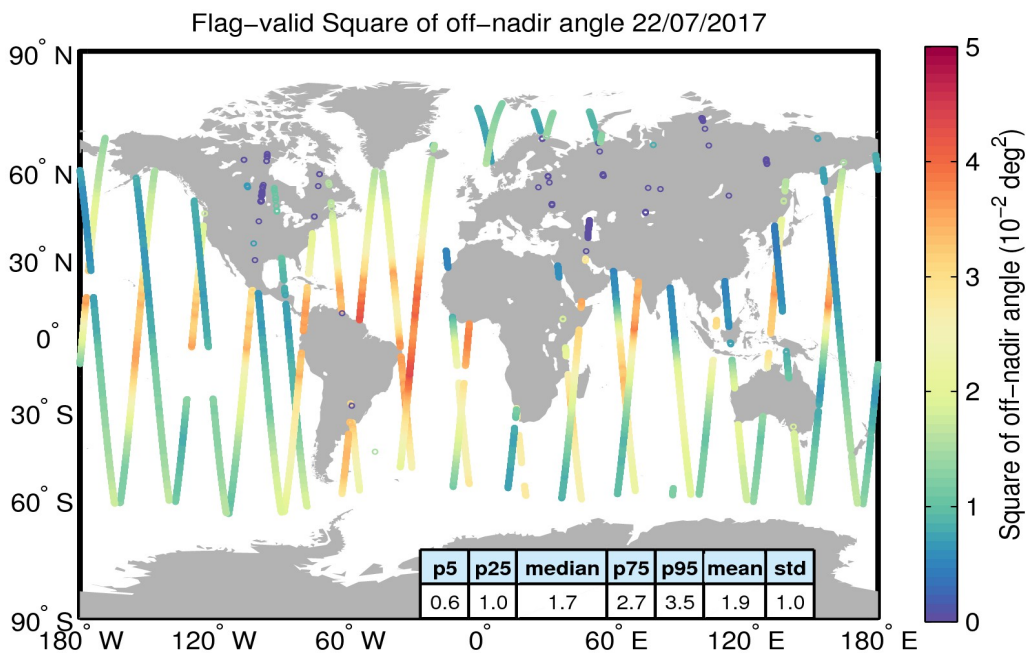 Flag-valid Square of off-nadir angle 22/07/2017
90° N
60° N
30° N
0°
30° S
60° S
90° S
180° W
120° W
60° W
0°
60° E
120° E
180° E
p5 p25 median p75 p95 mean std
0.6 1.0 1.7 2.7 3.5 1.9 1.0
5
4
3
2
1
0
Square of off-nadir angle (10⁻² deg²)